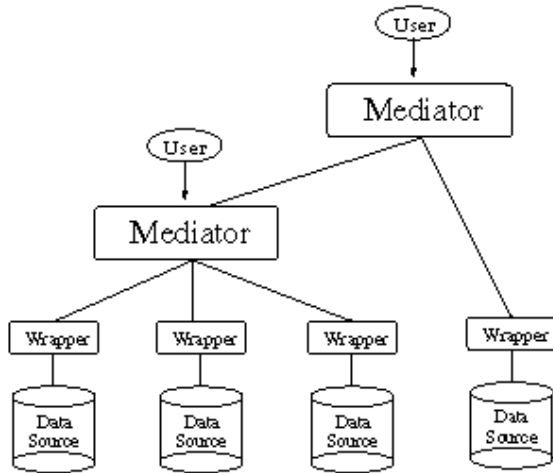 User
Mediator
User
Mediator
Wrapper
Wrapper
Wrapper
Wrapper
Data
Source
Data
Source
Data
Source
Data
Source